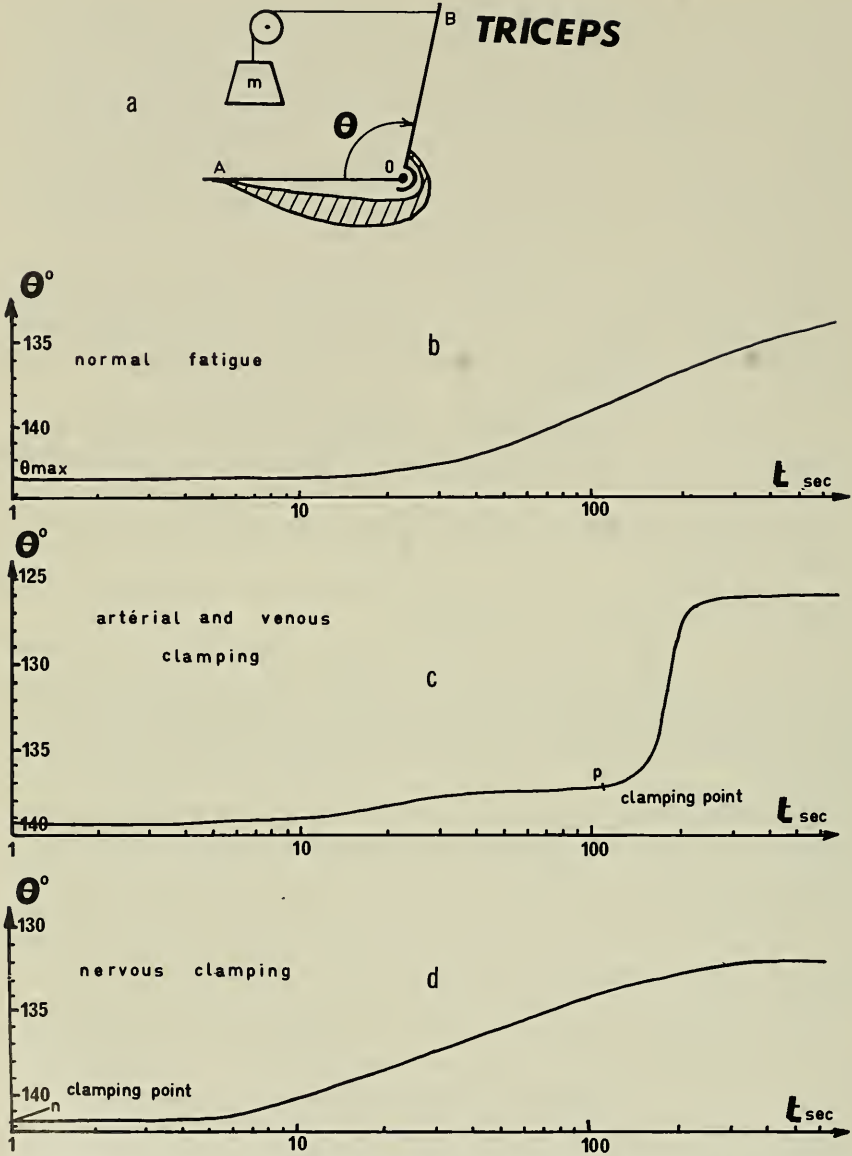 B TRICEPS
m
a
θ
A O
θ°
135
normal fatigue
b
140
θmax
t sec
1 10 100
θ°
125
artérial and venous
clamping
130
c
135
p
clamping point
t sec
140
1 10 100
θ°
130
nervous clamping
d
135
140
clamping point
n
t sec
1 10 100